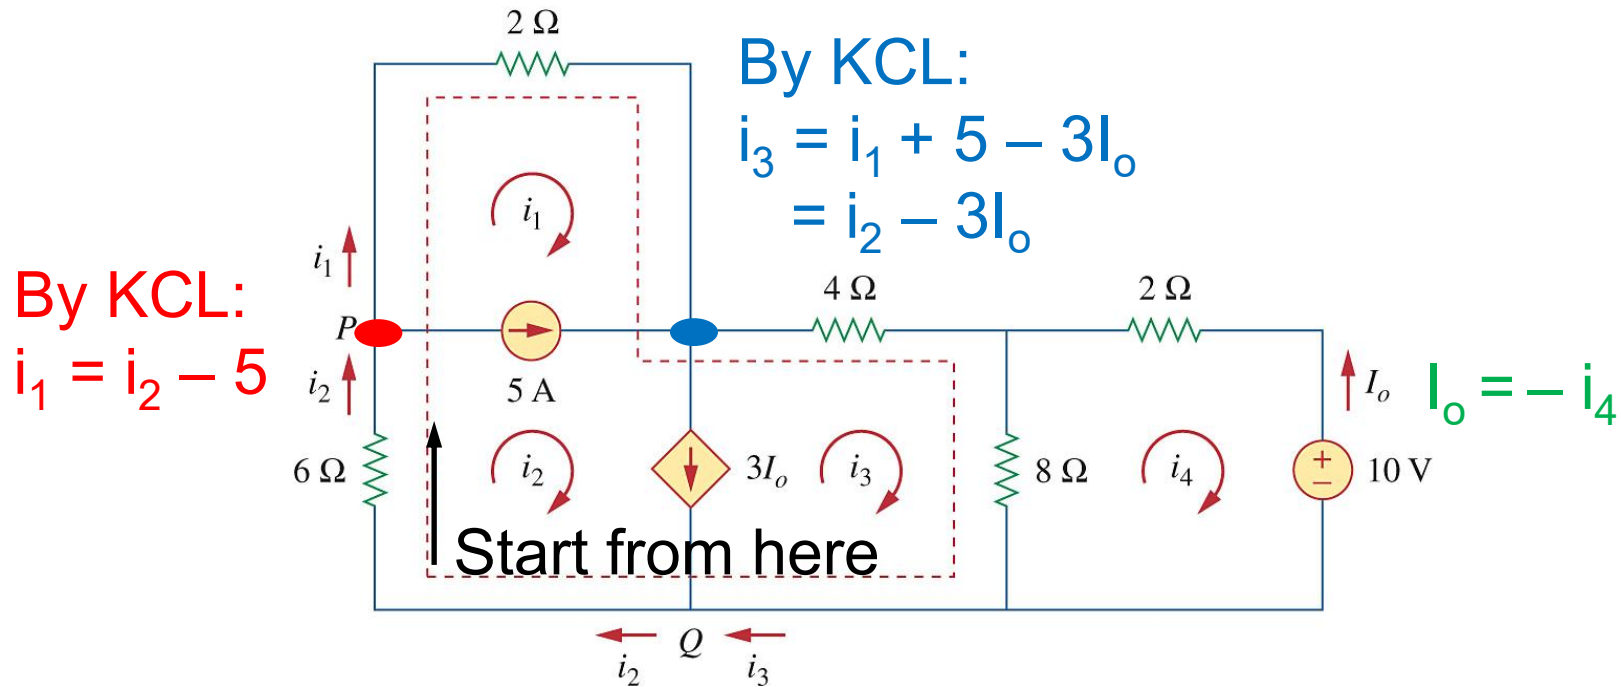 2 Ω
By KCL:
i₃ = i₁ + 5 – 3Iₒ
= i₂ – 3Iₒ
i₁
i₁
By KCL:
i₁ = i₂ – 5
P
i₂
5 A
4 Ω
2 Ω
Iₒ
Iₒ = – i₄
6 Ω
i₂
3Iₒ
i₃
8 Ω
i₄
+
–
10 V
Start from here
i₂
Q
i₃